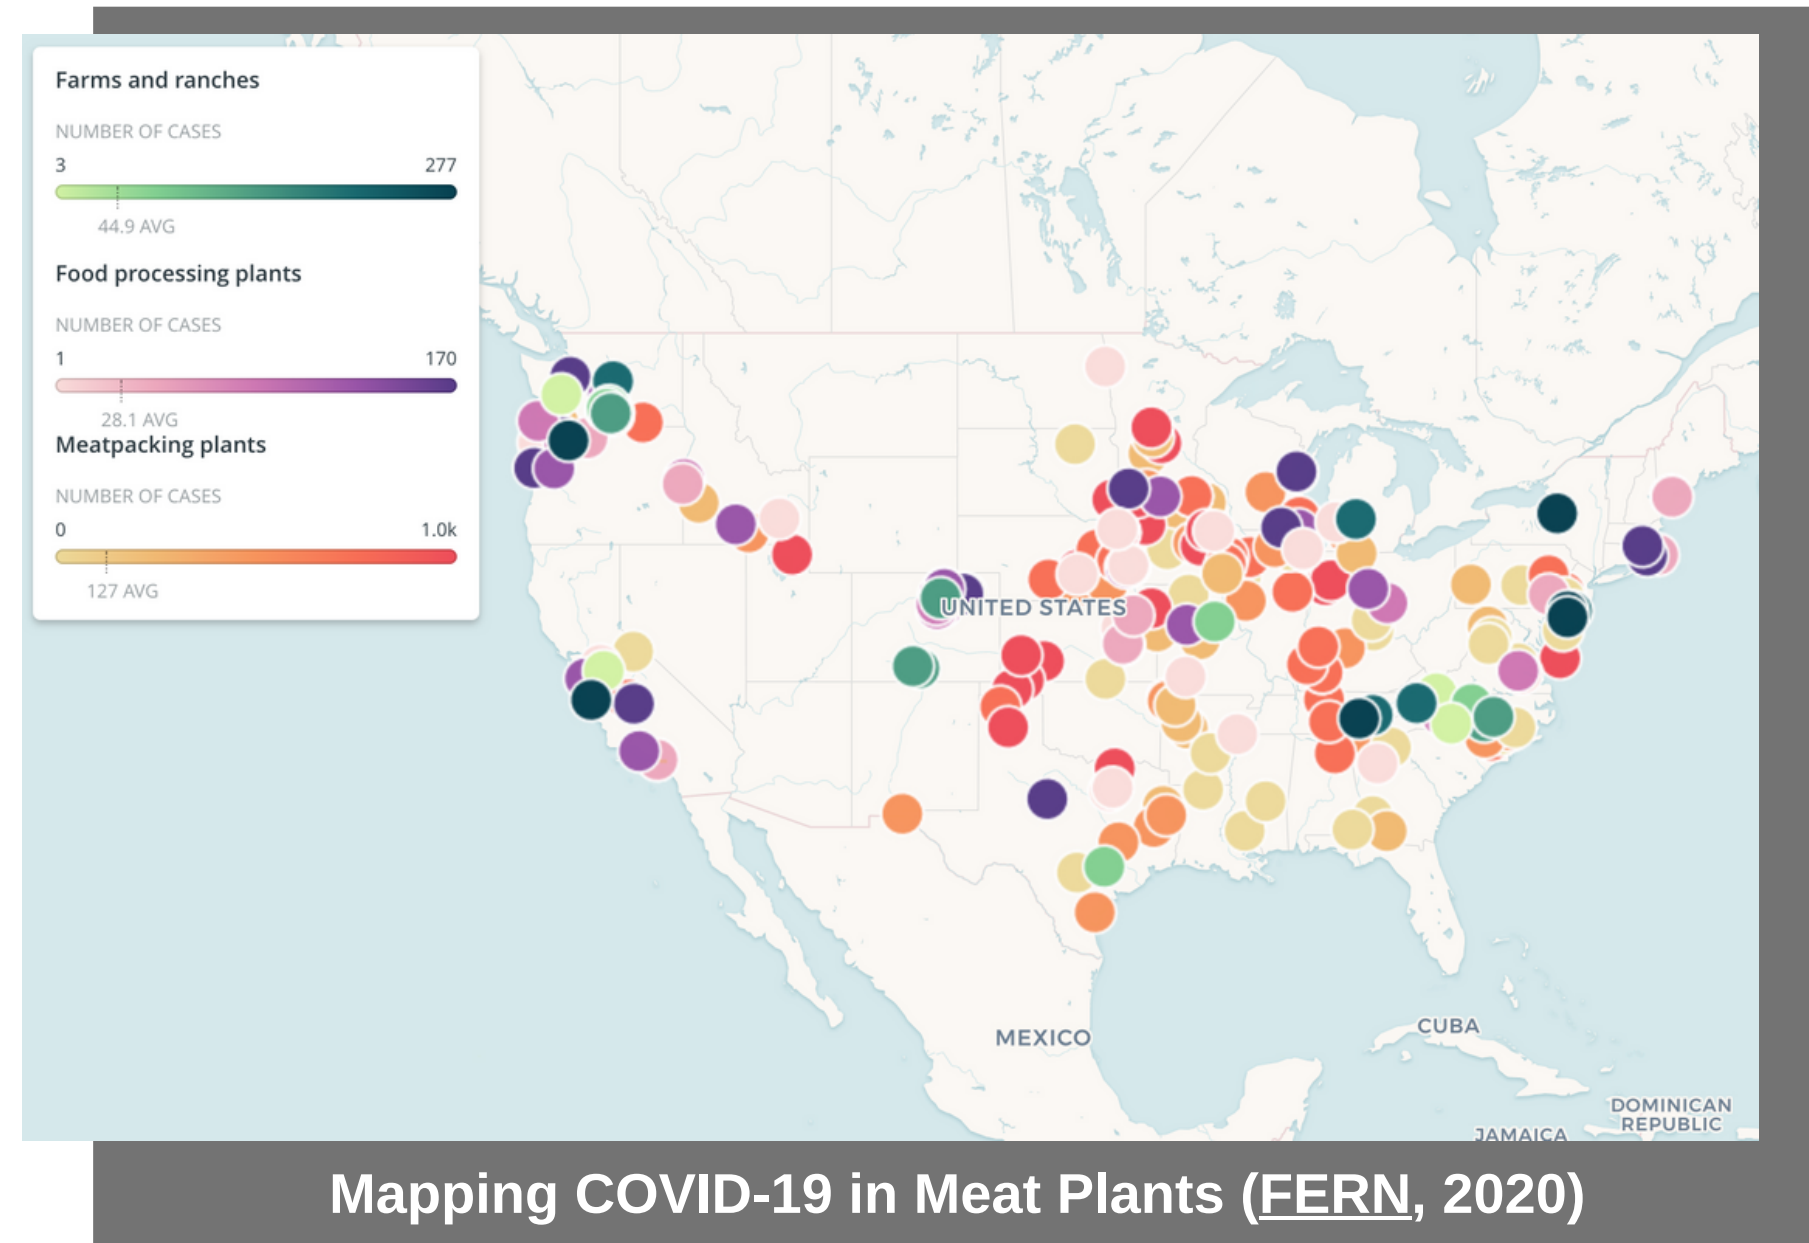 Farms and ranches
NUMBER OF CASES
3 277
44.9 AVG
Food processing plants
NUMBER OF CASES
1 170
28.1 AVG
Meatpacking plants
NUMBER OF CASES
0 1.0k
127 AVG
UNITED STATES
MEXICO
CUBA
DOMINICAN
REPUBLIC
JAMAICA
Mapping COVID-19 in Meat Plants (FERN, 2020)